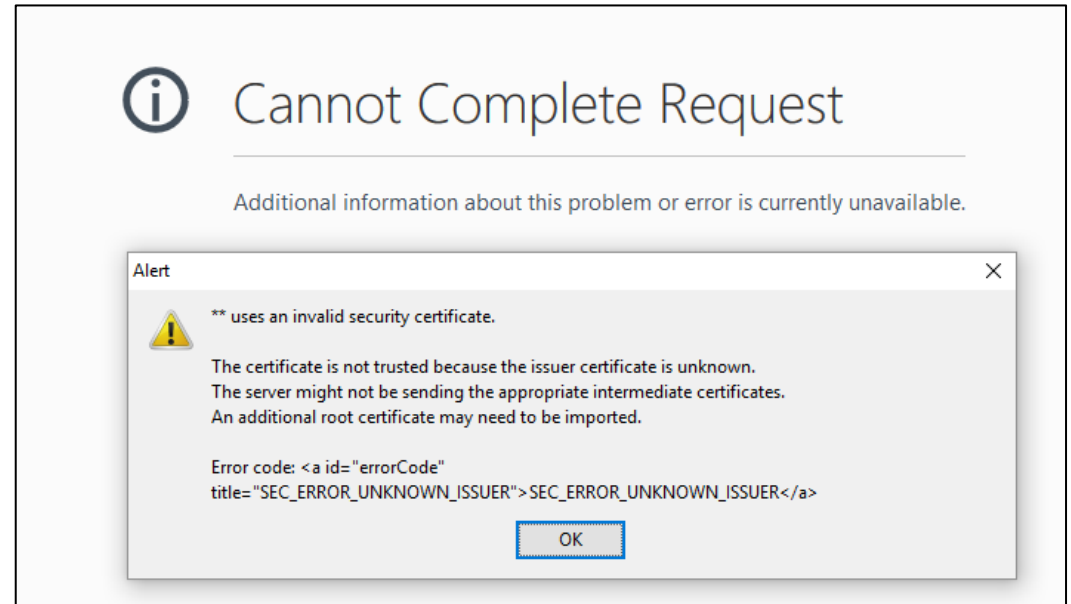 Cannot Complete Request
Additional information about this problem or error is currently unavailable.
Alert
** uses an invalid security certificate.
The certificate is not trusted because the issuer certificate is unknown.
The server might not be sending the appropriate intermediate certificates.
An additional root certificate may need to be imported.
Error code: <a id="errorCode"
title="SEC_ERROR_UNKNOWN_ISSUER">SEC_ERROR_UNKNOWN_ISSUER</a>
OK